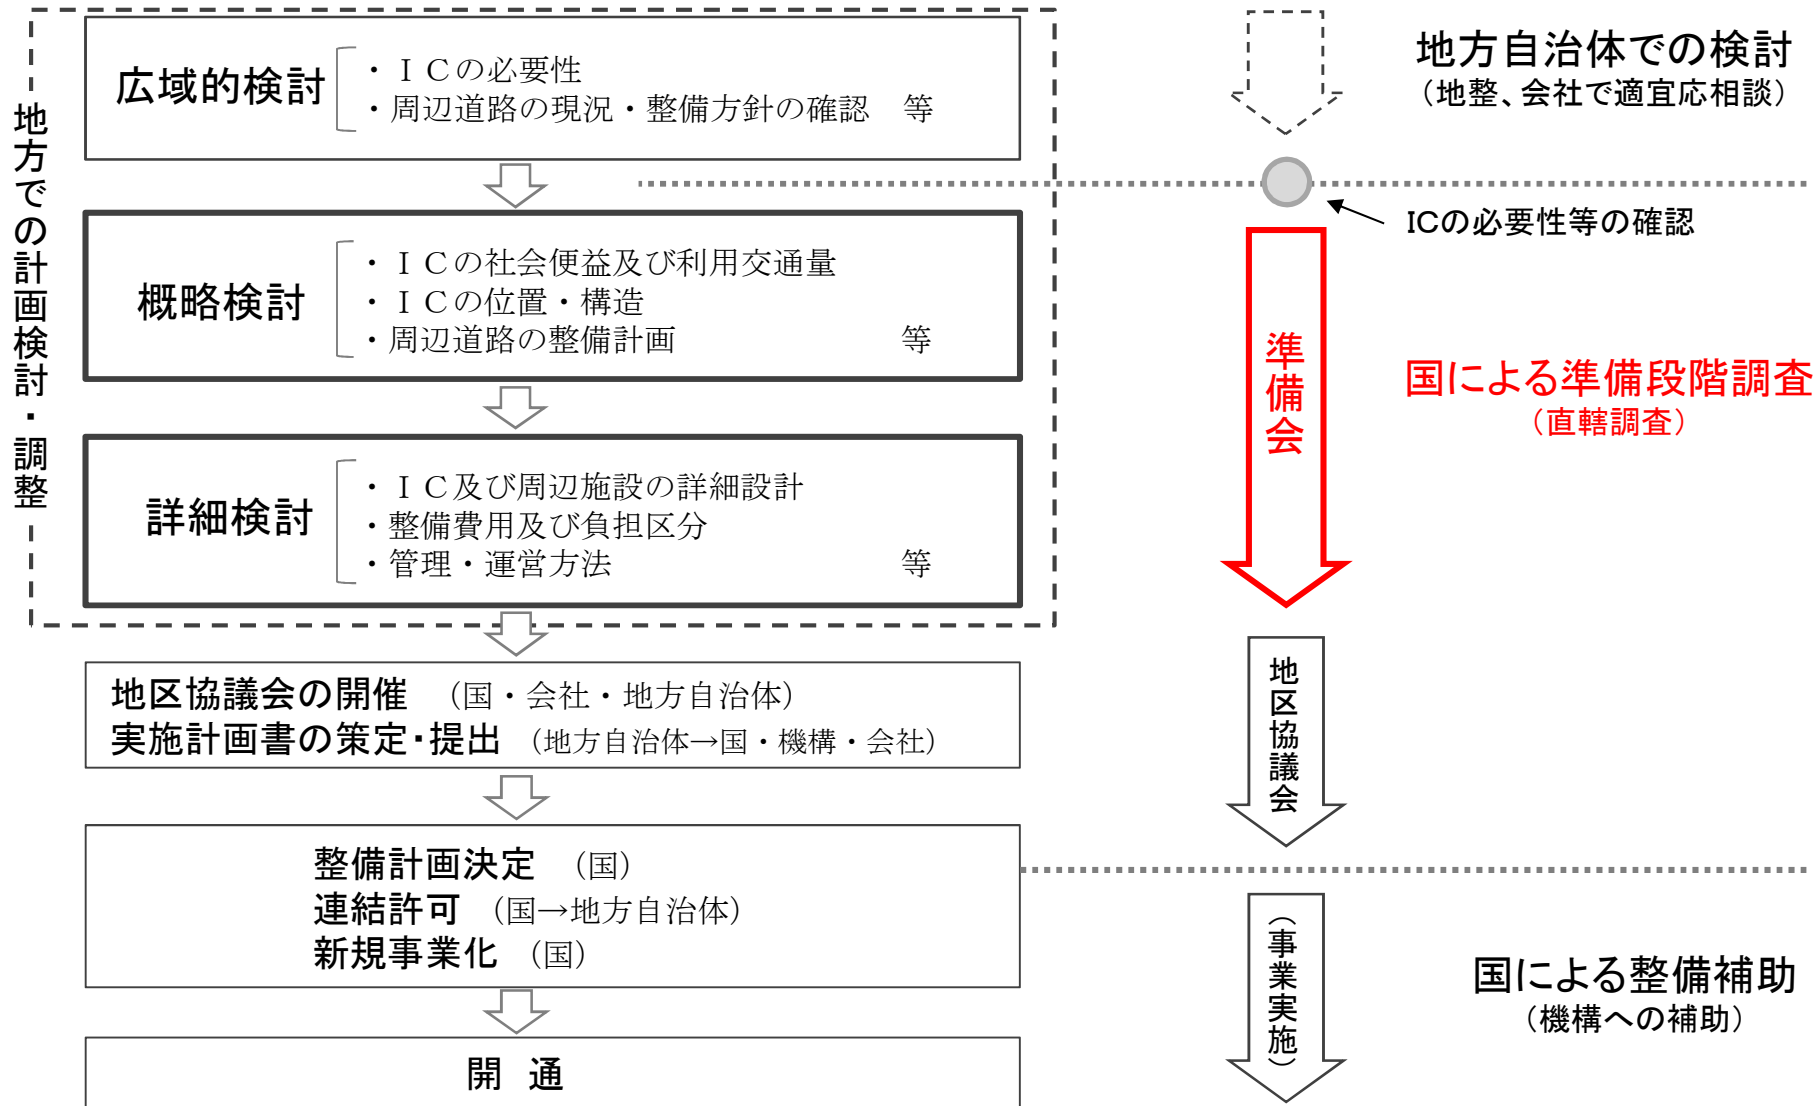 地方での計画検討・調整
広域的検討
・ＩＣの必要性
・周辺道路の現況・整備方針の確認　等
概略検討
・ＩＣの社会便益及び利用交通量
・ＩＣの位置・構造
・周辺道路の整備計画　等
詳細検討
・ＩＣ及び周辺施設の詳細設計
・整備費用及び負担区分
・管理・運営方法　等
地区協議会の開催　（国・会社・地方自治体）
実施計画書の策定・提出　（地方自治体→国・機構・会社）
整備計画決定　（国）
連結許可　（国→地方自治体）
新規事業化　（国）
開　通
地方自治体での検討
（地整、会社で適宜応相談）
ICの必要性等の確認
準備会
国による準備段階調査
（直轄調査）
地区協議会
（事業実施）
国による整備補助
（機構への補助）